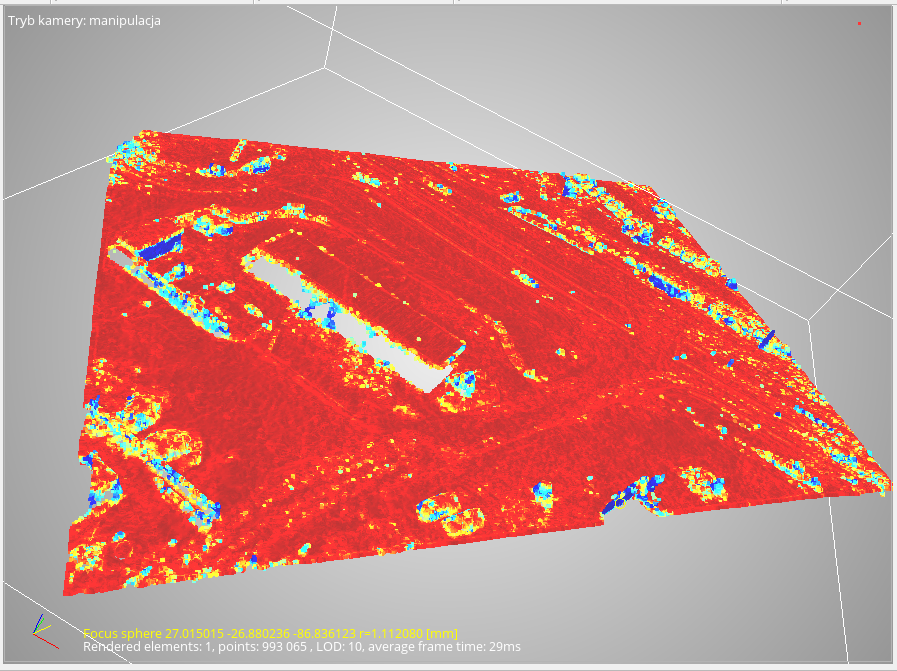 Tryb kamery: manipulacja
Focus sphere 27.015015 -26.880236 -86.836123 r=1.112080 [mm]
Rendered elements: 1, points: 993 065 , LOD: 10, average frame time: 29ms